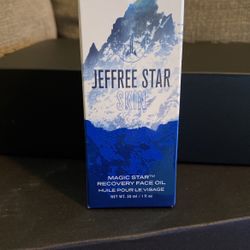 JEFFREE STAR
SKIN
MAGIC STAR™
RECOVERY FACE OIL
HUILE POUR LE VISAGE
NET WT. 30 ml / 1 fl oz